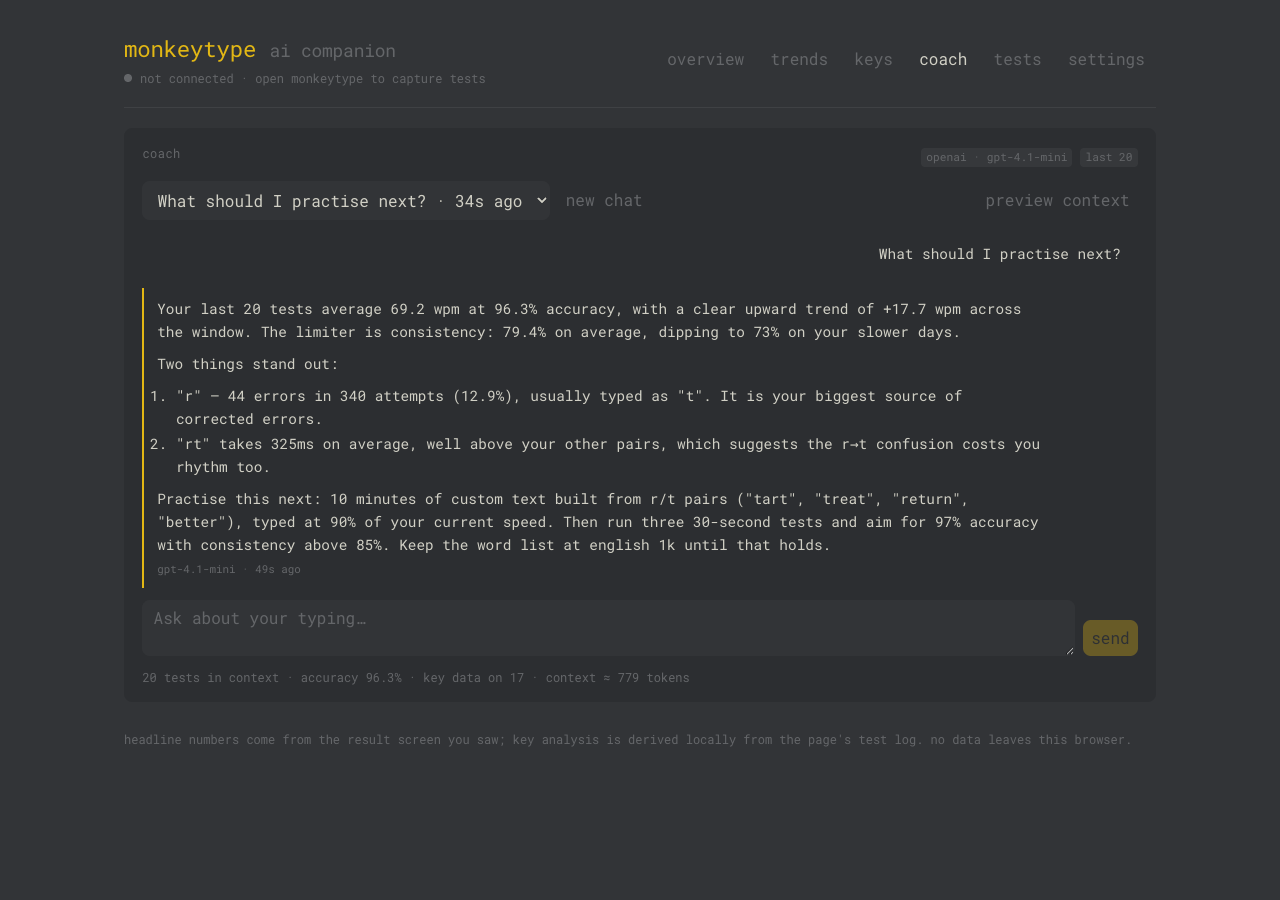 monkeytype ai companion
not connected · open monkeytype to capture tests
overview trends keys coach tests settings
coach
openai · gpt-4.1-mini last 20
What should I practise next? · 34s ago new chat preview context
What should I practise next?
Your last 20 tests average 69.2 wpm at 96.3% accuracy, with a clear upward trend of +17.7 wpm across
the window. The limiter is consistency: 79.4% on average, dipping to 73% on your slower days.
Two things stand out:
1. "r" — 44 errors in 340 attempts (12.9%), usually typed as "t". It is your biggest source of
corrected errors.
2. "rt" takes 325ms on average, well above your other pairs, which suggests the r→t confusion costs you
rhythm too.
Practise this next: 10 minutes of custom text built from r/t pairs ("tart", "treat", "return",
"better"), typed at 90% of your current speed. Then run three 30-second tests and aim for 97% accuracy
with consistency above 85%. Keep the word list at english 1k until that holds.
gpt-4.1-mini · 49s ago
Ask about your typing…
send
20 tests in context · accuracy 96.3% · key data on 17 · context ≈ 779 tokens
headline numbers come from the result screen you saw; key analysis is derived locally from the page's test log. no data leaves this browser.